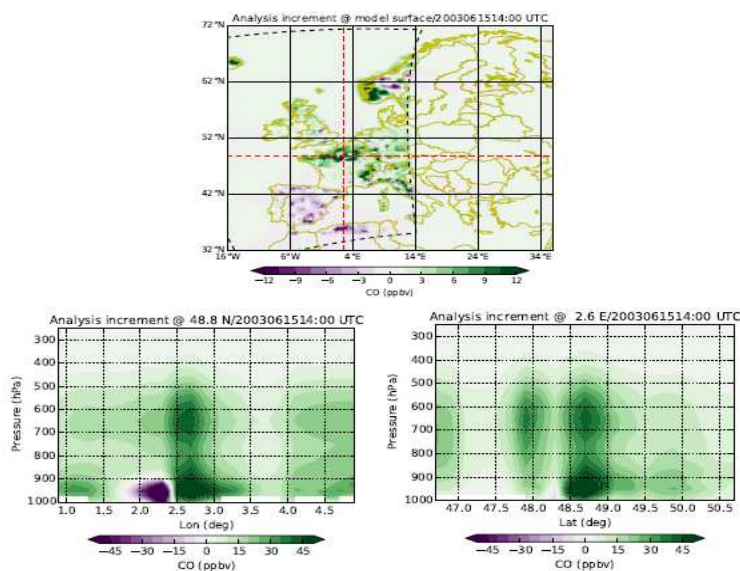 Analysis increment @ model surface/2003061514:00 UTC
72°N
62°N
52°N
42°N
32°N
16°W 6°W 4°E 14°E 24°E 34°E
−12 −9 −6 −3 0 3 6 9 12
CO (ppbv)
Analysis increment @ 48.8 N/2003061514:00 UTC
300
400
500
600
700
800
900
1000
Pressure (hPa)
1.0 1.5 2.0 2.5 3.0 3.5 4.0 4.5
Lon (deg)
−45 −30 −15 0 15 30 45
CO (ppbv)
Analysis increment @ 2.6 E/2003061514:00 UTC
300
400
500
600
700
800
900
1000
Pressure (hPa)
47.0 47.5 48.0 48.5 49.0 49.5 50.0 50.5
Lat (deg)
−45 −30 −15 0 15 30 45
CO (ppbv)